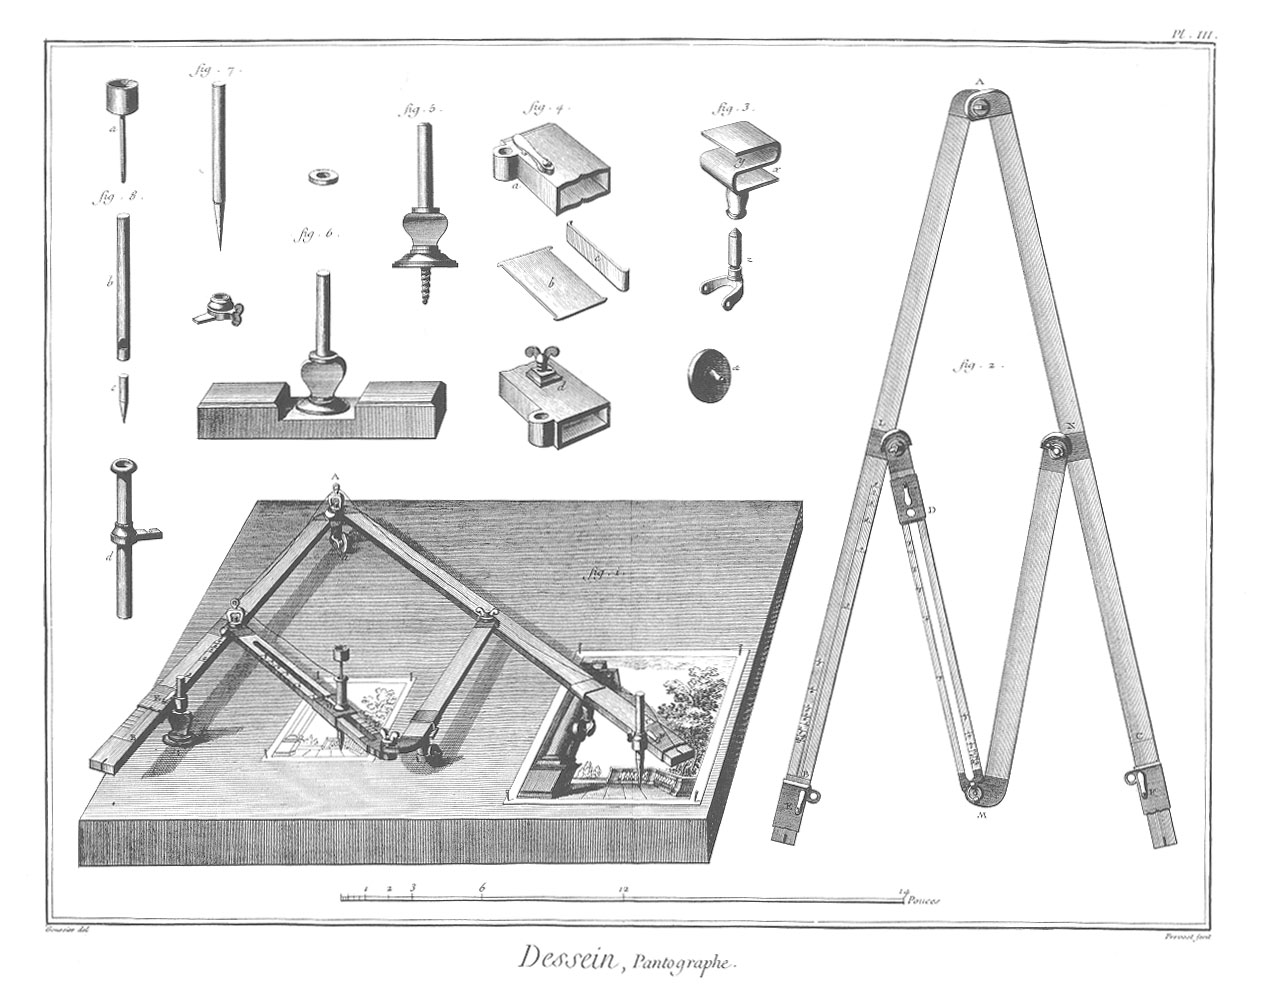 Pl. III.
fig. 7.
fig. 5.
fig. 4.
fig. 3.
A
a
a
y
x
fig. 8.
fig. 6.
b
c
b
z
c
d
a
fig. 2.
L
N
D
d
A
fig. 1.
B
C
E
F
M
1 2 3 6 12
Pouces
Goussier del
Prevost fecit
Dessein, Pantographe.